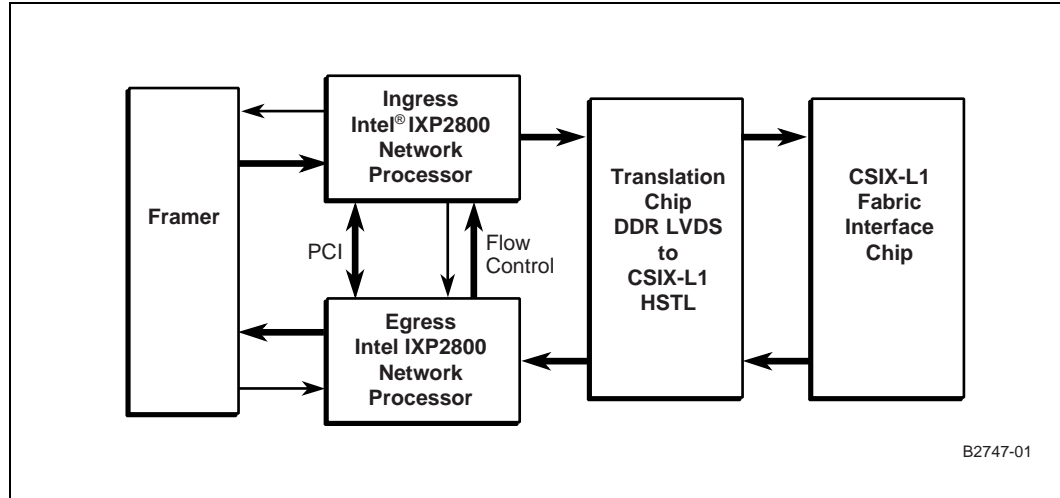 Framer
Ingress
Intel® IXP2800
Network
Processor
PCI
Flow
Control
Egress
Intel IXP2800
Network
Processor
Translation
Chip
DDR LVDS
to
CSIX-L1
HSTL
CSIX-L1
Fabric
Interface
Chip
B2747-01